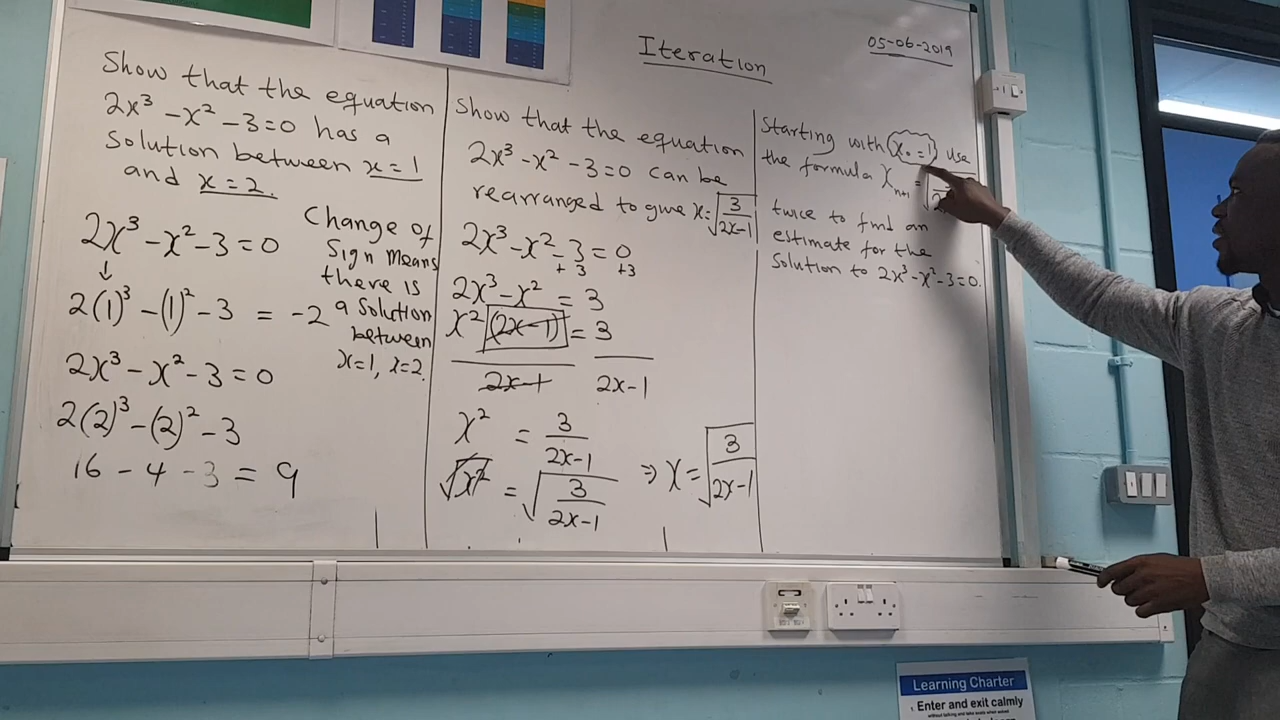 Iteration
05-06-2019
Show that the equation
2x³ - x² - 3 = 0 has a
solution between x = 1
and x = 2.
2x³ - x² - 3 = 0
↓
2(1)³ - (1)² - 3 = -2
2x³ - x² - 3 = 0
2(2)³ - (2)² - 3
16 - 4 - 3 = 9
Change of
Sign means
there is
a solution
between
x=1, x=2.
Show that the equation
2x³ - x² - 3 = 0 can be
rearranged to give x = √(3/(2x-1))
2x³ - x² - 3 = 0
+ 3 +3
2x³ - x² = 3
x² (2x-1) = 3
2x-1 2x-1
x² = 3/(2x-1)
√x² = √(3/(2x-1)) ⇒ x = √(3/(2x-1))
Starting with (x₀ = 1) use
the formula xₙ₊₁ = √
twice to find an
estimate for the
Solution to 2x³ - x² - 3 = 0.
Learning Charter
1. Enter and exit calmly